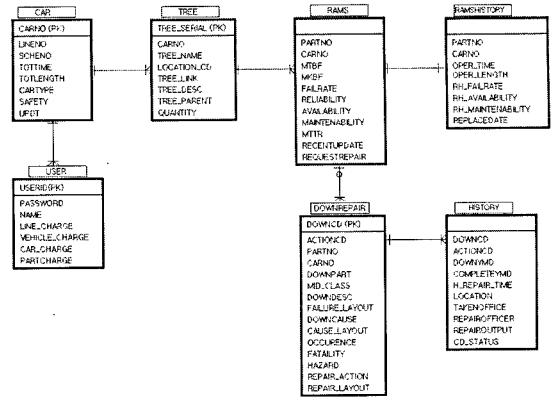 CAR
CARNO (PK)
LINENO
SCHENO
TOTTIME
TOTLENGTH
CARTYPE
SAFETY
UPDT
TREE
TREE_SERIAL (PK)
CARNO
TREE_NAME
LOCATION_CD
TREE_LINK
TREE_DESC
TREE_PARENT
QUANTITY
RAMS
PARTNO
CARNO
MTBF
MKBF
FAILRATE
RELIABILITY
AVAILABILITY
MAINTENABILITY
MTTR
RECENTUPDATE
REQUESTREPAIR
RAMSHISTORY
PARTNO
CARNO
OPER_TIME
OPER_LENGTH
RH_FAILRATE
RH_AVAILABILITY
RH_MAINTENABILITY
REPLACEDATE
USER
USERID(PK)
PASSWORD
NAME
LINE_CHARGE
VEHICLE_CHARGE
CAR_CHARGE
PARTCHARGE
DOWNREPAIR
DOWNCD (PK)
ACTIONCD
PARTNO
CARNO
DOWNPART
MID_CLASS
DOWNDESC
FAILURE_LAYOUT
DOWNCAUSE
CAUSE_LAYOUT
OCCURENCE
FATAILITY
HAZARD
REPAIR_ACTION
REPAIR_LAYOUT
HISTORY
DOWNCD
ACTIONCD
DOWNYMD
COMPLETEYMD
H_REPAIR_TIME
LOCATION
TAKENOFFICE
REPAIROFFICER
REPAIROUTPUT
CD_STATUS